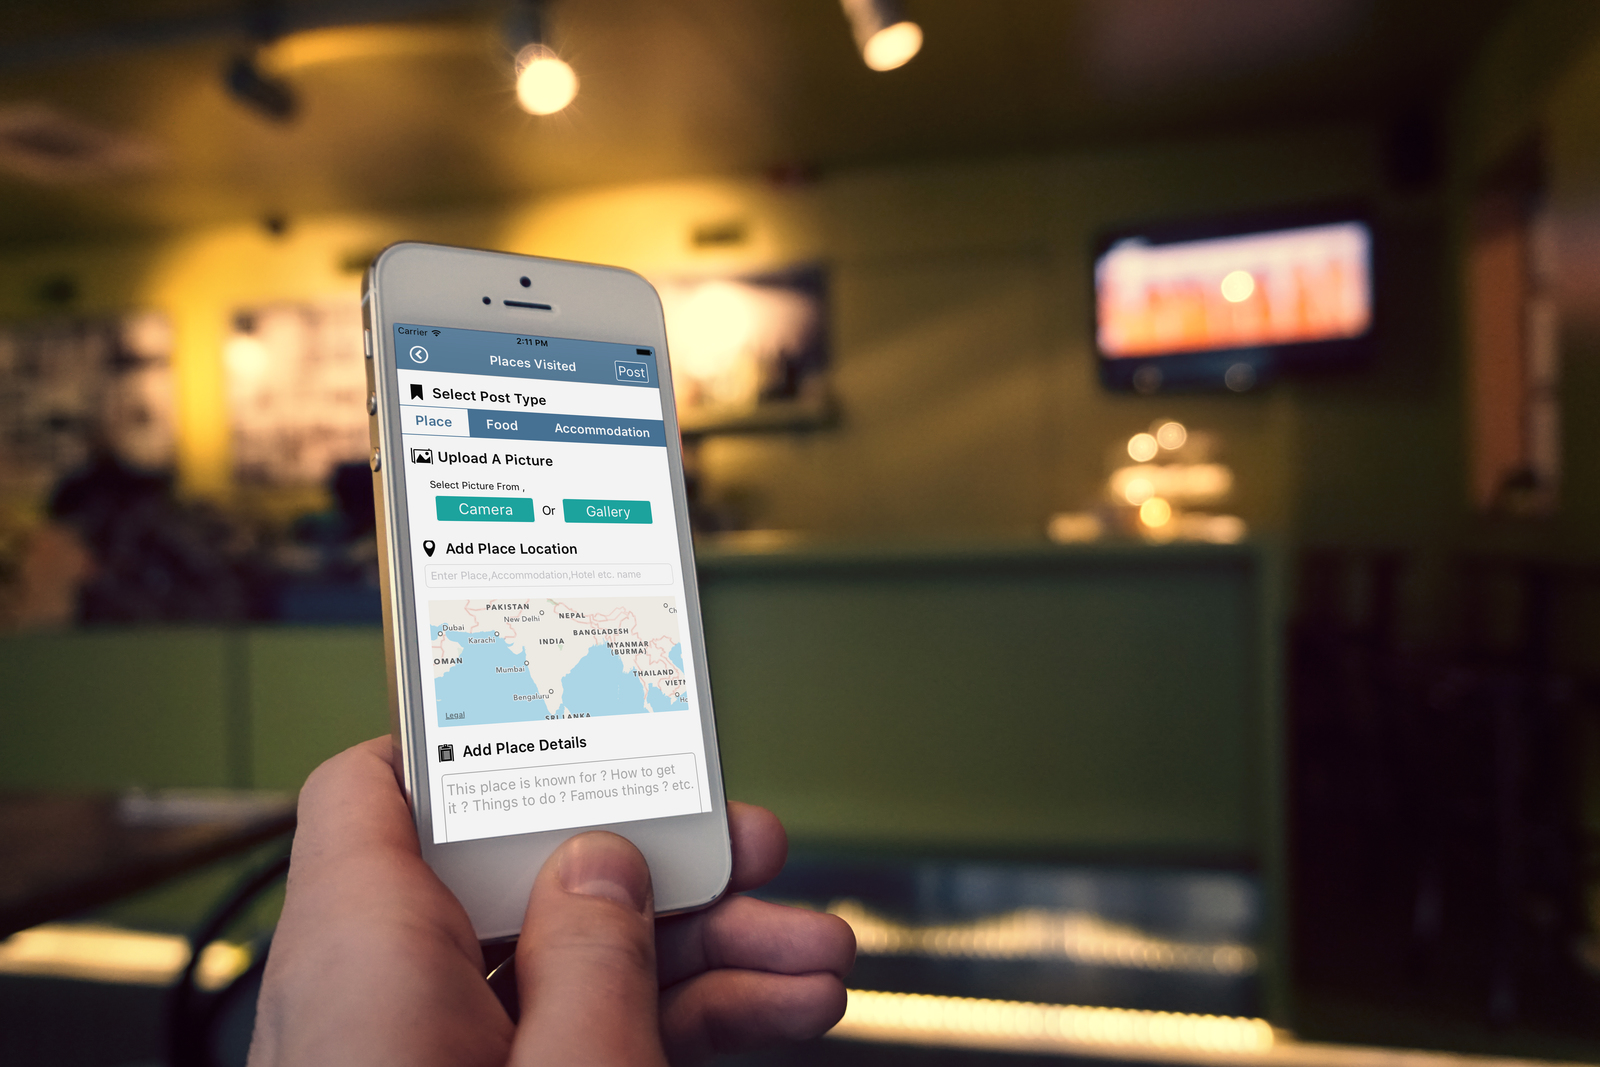 Carrier
2:11 PM
Places Visited
Post
Select Post Type
Place Food Accommodation
Upload A Picture
Select Picture From ,
Camera Or Gallery
Add Place Location
Enter Place,Accommodation,Hotel etc. name
PAKISTAN
New Delhi
NEPAL
Ch
Dubai
Karachi
BANGLADESH
INDIA
MYANMAR
(BURMA)
OMAN
Mumbai
THAILAND
VIETN
Bengaluru
Ho
Legal
SRI LANKA
Add Place Details
This place is known for ? How to get
it ? Things to do ? Famous things ? etc.